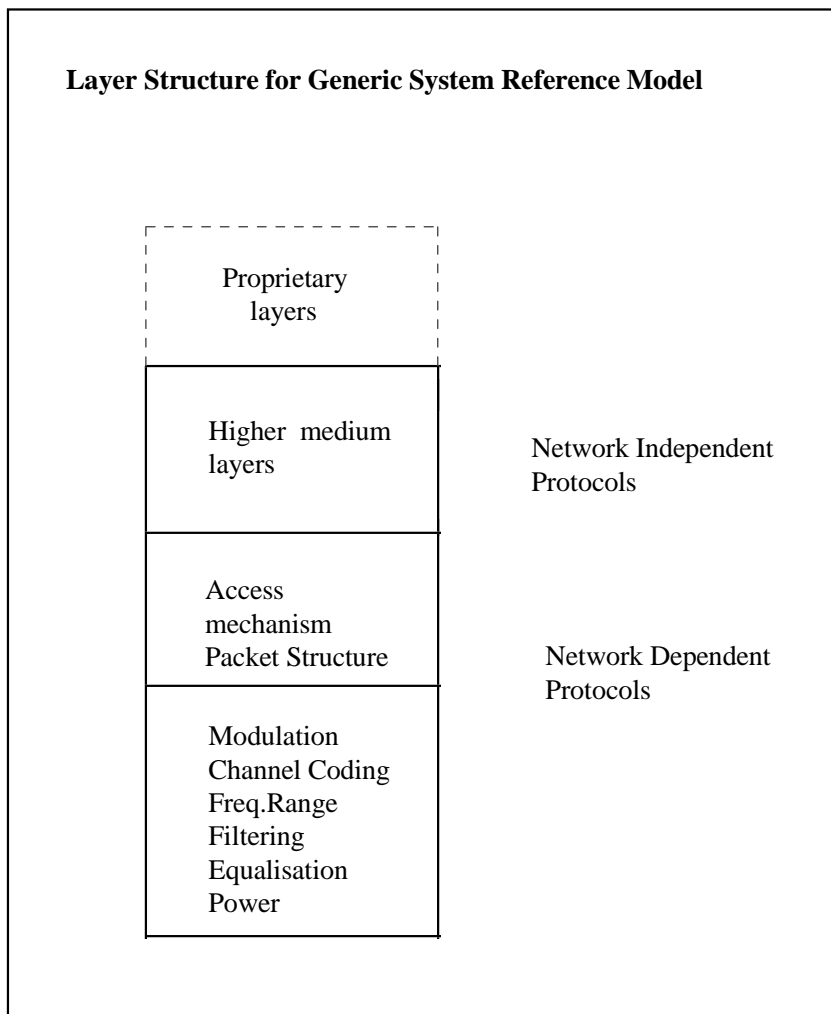 Layer Structure for Generic System Reference Model
Proprietary
layers
Higher medium
layers
Network Independent
Protocols
Access
mechanism
Packet Structure
Network Dependent
Protocols
Modulation
Channel Coding
Freq.Range
Filtering
Equalisation
Power